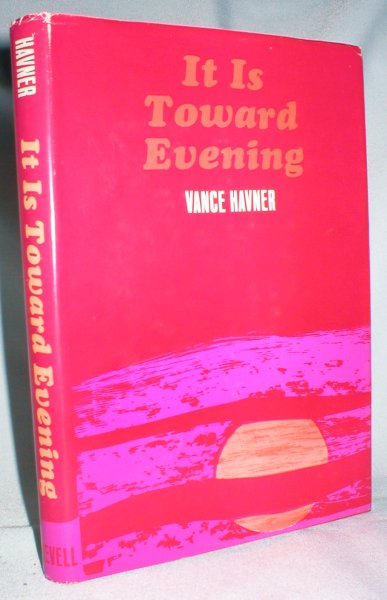 It Is
Toward
Evening
VANCE HAVNER
HAVNER
It Is Toward Evening
EVELL